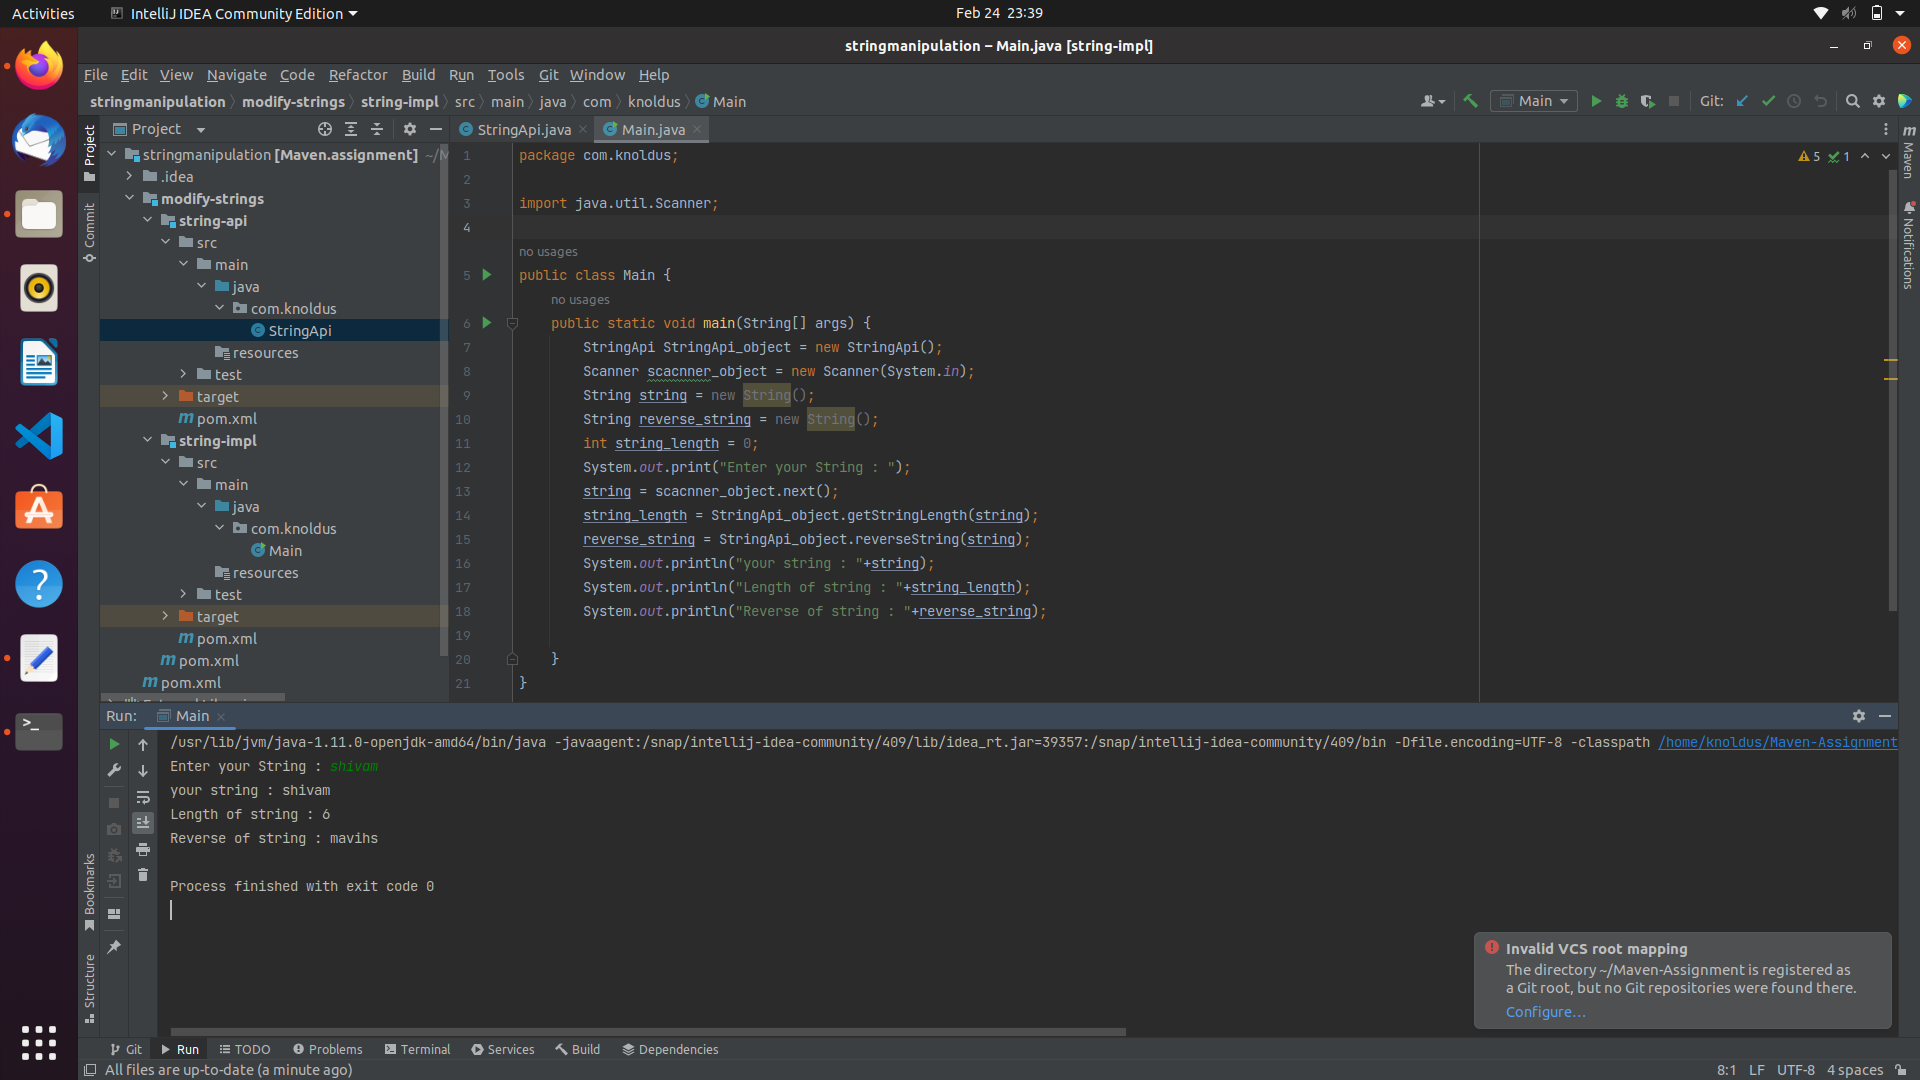 Activities IntelliJ IDEA Community Edition Feb 24 23:39
stringmanipulation – Main.java [string-impl]
File Edit View Navigate Code Refactor Build Run Tools Git Window Help
stringmanipulation modify-strings string-impl src main java com knoldus Main Main Git:
Project
StringApi.java Main.java
stringmanipulation [Maven.assignment] ~/M
.idea
modify-strings
string-api
src
main
java
com.knoldus
StringApi
resources
test
target
pom.xml
string-impl
src
main
java
com.knoldus
Main
resources
test
target
pom.xml
pom.xml
pom.xml
Project
Commit
Bookmarks
Structure
Maven
Notifications
5 1
1 package com.knoldus;
2
3 import java.util.Scanner;
4
no usages
5 public class Main {
no usages
6 public static void main(String[] args) {
7 StringApi StringApi_object = new StringApi();
8 Scanner scacnner_object = new Scanner(System.in);
9 String string = new String();
10 String reverse_string = new String();
11 int string_length = 0;
12 System.out.print("Enter your String : ");
13 string = scacnner_object.next();
14 string_length = StringApi_object.getStringLength(string);
15 reverse_string = StringApi_object.reverseString(string);
16 System.out.println("your string : "+string);
17 System.out.println("Length of string : "+string_length);
18 System.out.println("Reverse of string : "+reverse_string);
19
20 }
21 }
Run: Main
/usr/lib/jvm/java-1.11.0-openjdk-amd64/bin/java -javaagent:/snap/intellij-idea-community/409/lib/idea_rt.jar=39357:/snap/intellij-idea-community/409/bin -Dfile.encoding=UTF-8 -classpath /home/knoldus/Maven-Assignment
Enter your String : shivam
your string : shivam
Length of string : 6
Reverse of string : mavihs
Process finished with exit code 0
Invalid VCS root mapping
The directory ~/Maven-Assignment is registered as
a Git root, but no Git repositories were found there.
Configure...
Git Run TODO Problems Terminal Services Build Dependencies
All files are up-to-date (a minute ago) 8:1 LF UTF-8 4 spaces